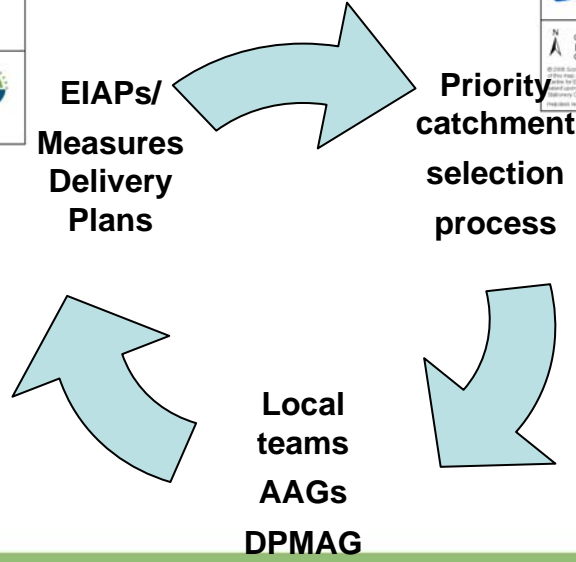 EIAPs/
Measures
Delivery
Plans
Priority
catchment
selection
process
Local
teams
AAGs
DPMAG
N